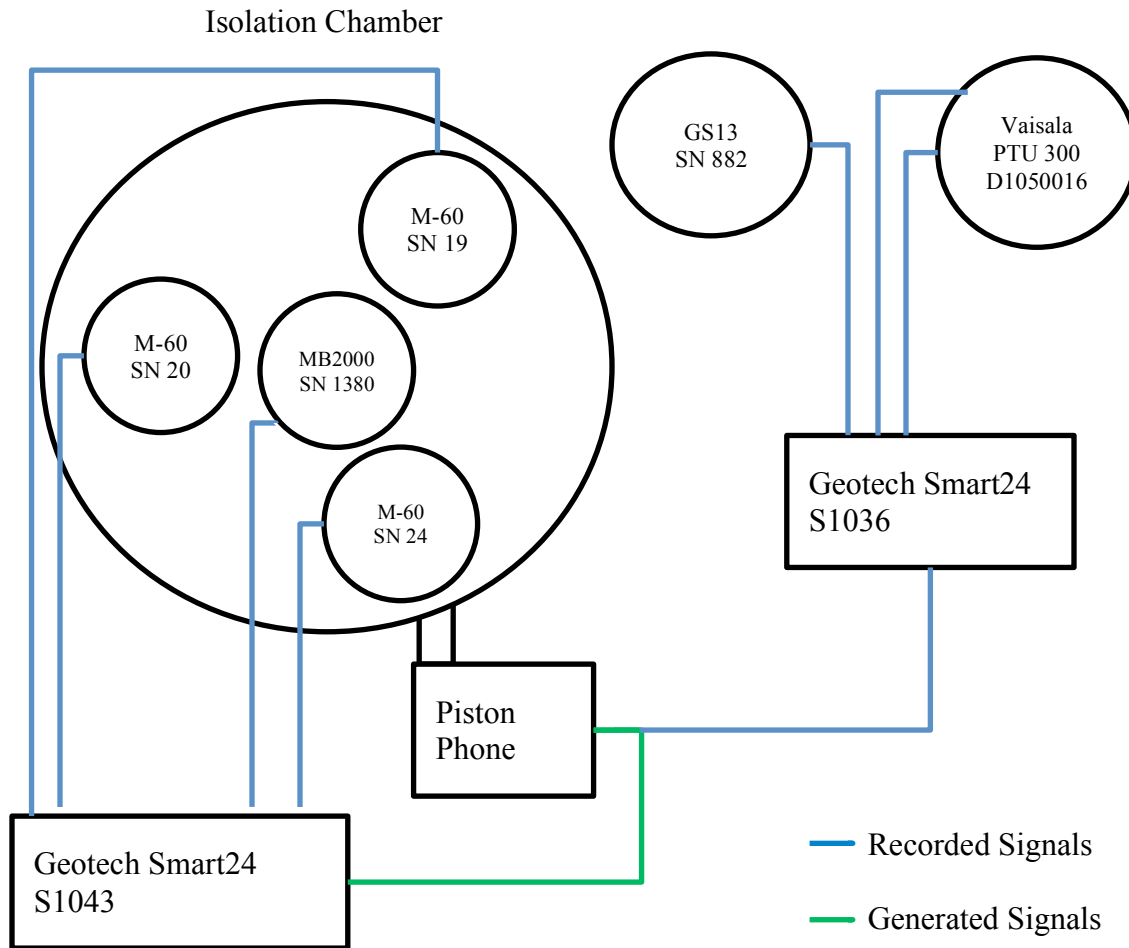 Isolation Chamber
M-60
SN 19
M-60
SN 20
MB2000
SN 1380
M-60
SN 24
GS13
SN 882
Vaisala
PTU 300
D1050016
Geotech Smart24
S1036
Piston
Phone
Geotech Smart24
S1043
Recorded Signals
Generated Signals